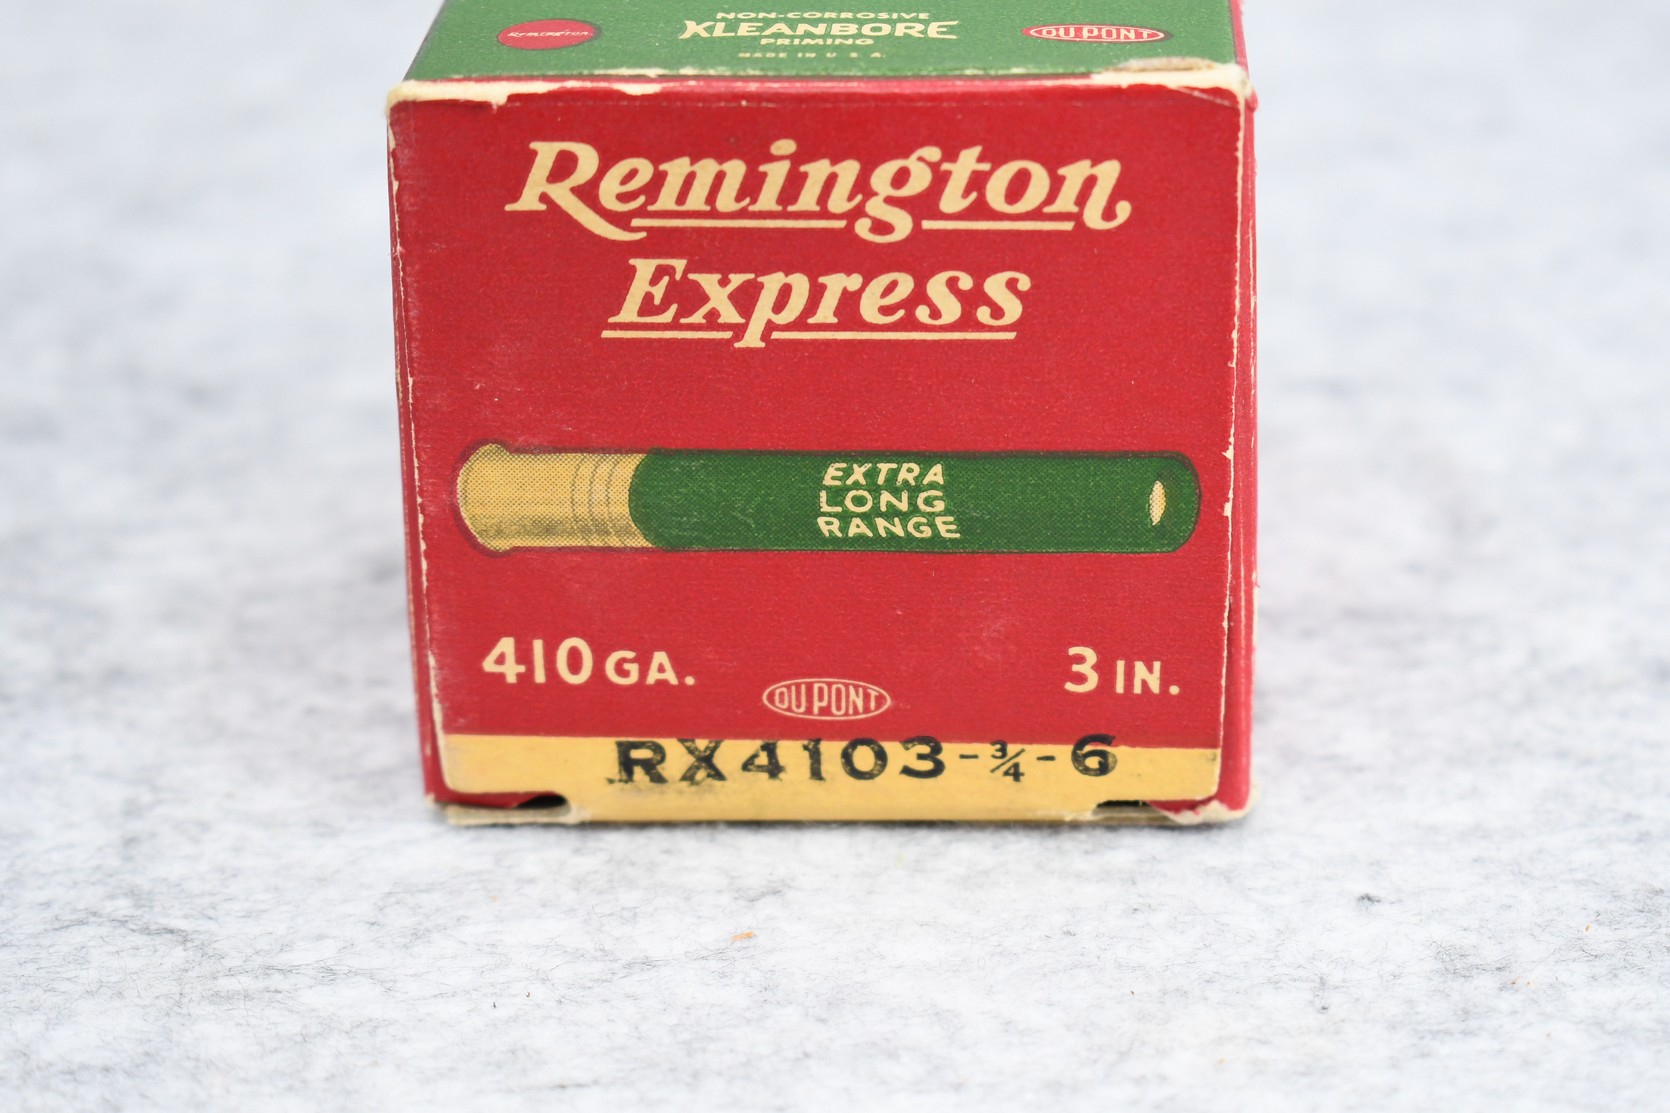 NON-CORROSIVE
Remington
KLEANBORE
DU PONT
PRIMING
MADE IN U.S.A.
Remington
Express
EXTRA
LONG
RANGE
410 GA.
3 IN.
DU PONT
RX4103-¾-6